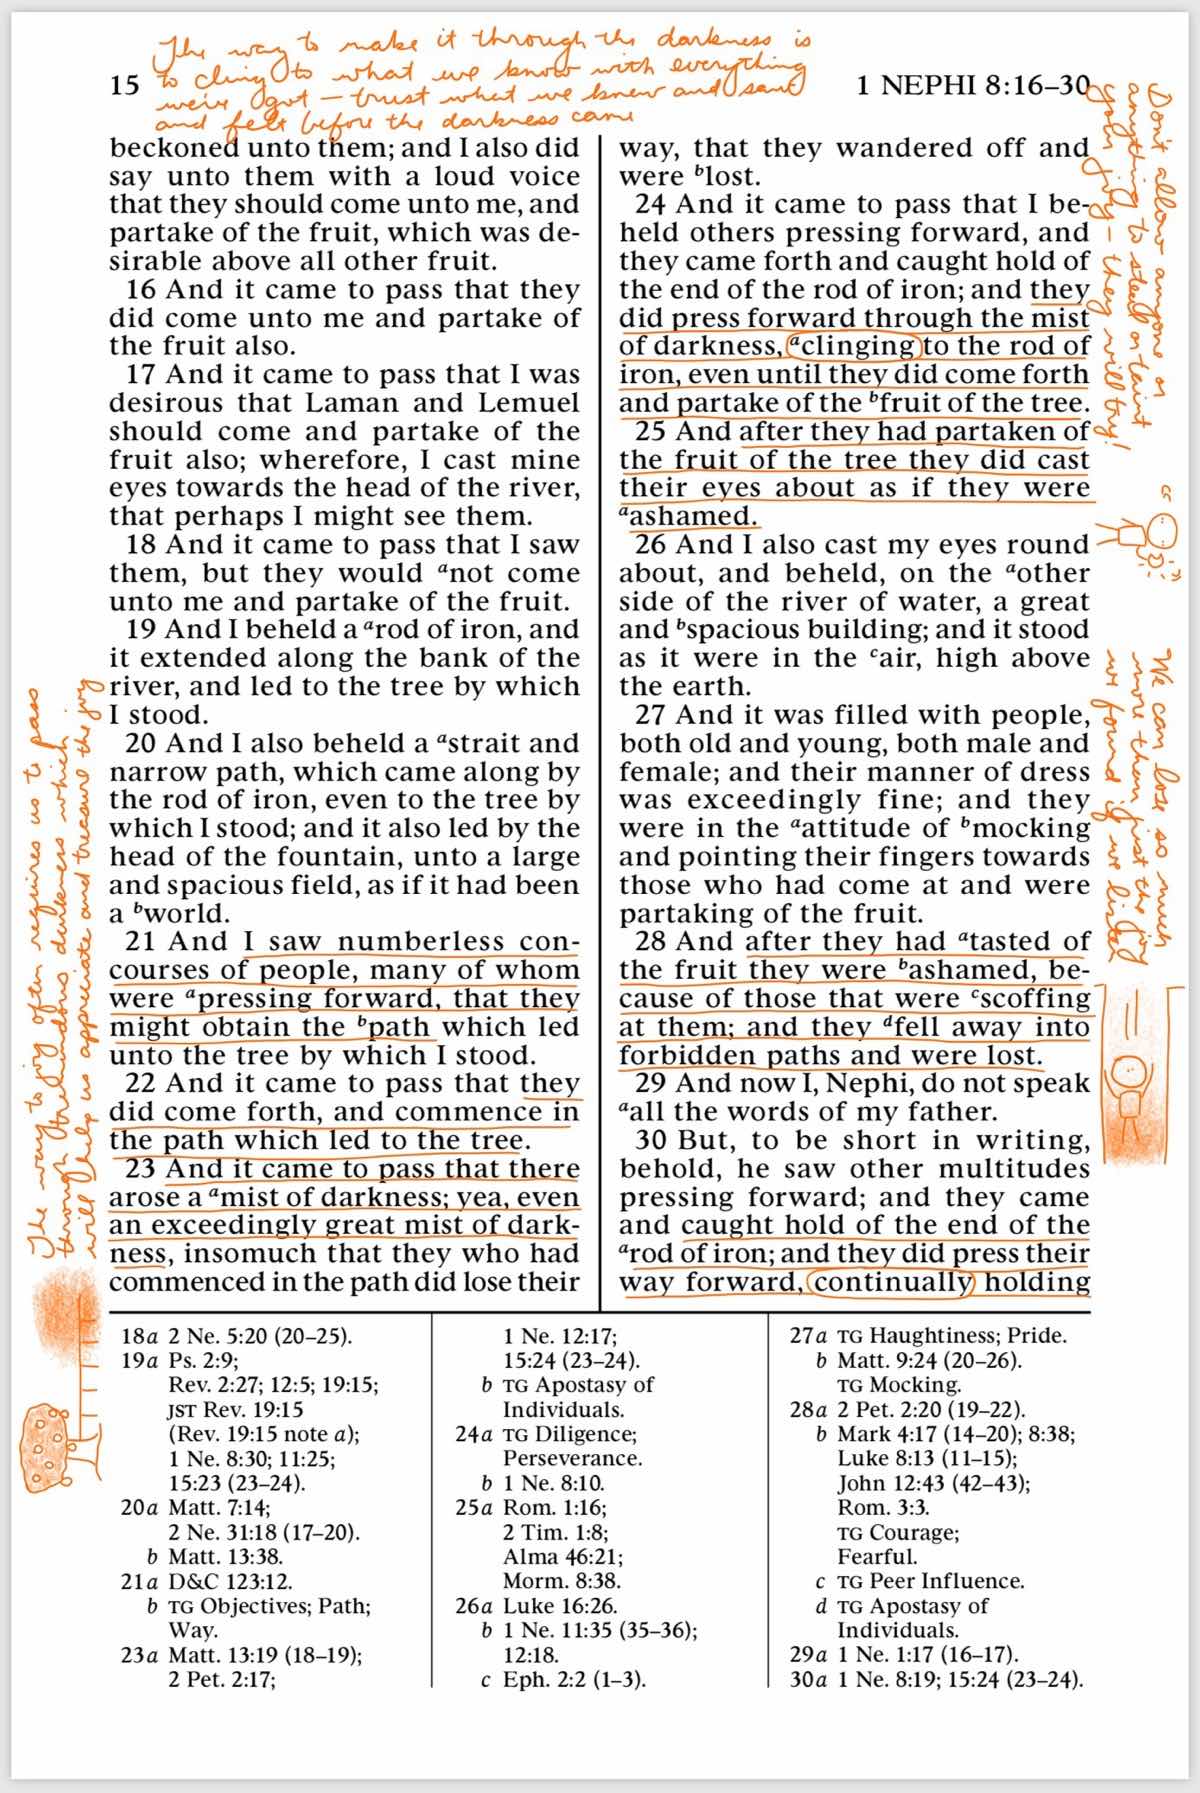 The way to make it through the darkness is
to cling to what we know with everything
we've got – trust what we knew and saw
and felt before the darkness came
15
1 NEPHI 8:16–30
beckoned unto them; and I also did
say unto them with a loud voice
that they should come unto me, and
partake of the fruit, which was de-
sirable above all other fruit.
16 And it came to pass that they
did come unto me and partake of
the fruit also.
17 And it came to pass that I was
desirous that Laman and Lemuel
should come and partake of the
fruit also; wherefore, I cast mine
eyes towards the head of the river,
that perhaps I might see them.
18 And it came to pass that I saw
them, but they would a not come
unto me and partake of the fruit.
19 And I beheld a a rod of iron, and
it extended along the bank of the
river, and led to the tree by which
I stood.
20 And I also beheld a a strait and
narrow path, which came along by
the rod of iron, even to the tree by
which I stood; and it also led by the
head of the fountain, unto a large
and spacious field, as if it had been
a b world.
21 And I saw numberless con-
courses of people, many of whom
were a pressing forward, that they
might obtain the b path which led
unto the tree by which I stood.
22 And it came to pass that they
did come forth, and commence in
the path which led to the tree.
23 And it came to pass that there
arose a a mist of darkness; yea, even
an exceedingly great mist of dark-
ness, insomuch that they who had
commenced in the path did lose their
way, that they wandered off and
were b lost.
24 And it came to pass that I be-
held others pressing forward, and
they came forth and caught hold of
the end of the rod of iron; and they
did press forward through the mist
of darkness, a clinging to the rod of
iron, even until they did come forth
and partake of the b fruit of the tree.
25 And after they had partaken of
the fruit of the tree they did cast
their eyes about as if they were
a ashamed.
26 And I also cast my eyes round
about, and beheld, on the a other
side of the river of water, a great
and b spacious building; and it stood
as it were in the c air, high above
the earth.
27 And it was filled with people,
both old and young, both male and
female; and their manner of dress
was exceedingly fine; and they
were in the a attitude of b mocking
and pointing their fingers towards
those who had come at and were
partaking of the fruit.
28 And after they had a tasted of
the fruit they were b ashamed, be-
cause of those that were c scoffing
at them; and they d fell away into
forbidden paths and were lost.
29 And now I, Nephi, do not speak
a all the words of my father.
30 But, to be short in writing,
behold, he saw other multitudes
pressing forward; and they came
and caught hold of the end of the
a rod of iron; and they did press their
way forward, continually holding
The way to joy often requires us to pass
through tremendous darkness which
will help us appreciate and treasure the joy
Don't allow anyone or
anything to steal or taint
your joy – they will try!
We can lose so much
more than just the joy
we found if we listen
18a 2 Ne. 5:20 (20–25).
19a Ps. 2:9;
Rev. 2:27; 12:5; 19:15;
JST Rev. 19:15
(Rev. 19:15 note a);
1 Ne. 8:30; 11:25;
15:23 (23–24).
20a Matt. 7:14;
2 Ne. 31:18 (17–20).
b Matt. 13:38.
21a D&C 123:12.
b TG Objectives; Path;
Way.
23a Matt. 13:19 (18–19);
2 Pet. 2:17;
1 Ne. 12:17;
15:24 (23–24).
b TG Apostasy of
Individuals.
24a TG Diligence;
Perseverance.
b 1 Ne. 8:10.
25a Rom. 1:16;
2 Tim. 1:8;
Alma 46:21;
Morm. 8:38.
26a Luke 16:26.
b 1 Ne. 11:35 (35–36);
12:18.
c Eph. 2:2 (1–3).
27a TG Haughtiness; Pride.
b Matt. 9:24 (20–26).
TG Mocking.
28a 2 Pet. 2:20 (19–22).
b Mark 4:17 (14–20); 8:38;
Luke 8:13 (11–15);
John 12:43 (42–43);
Rom. 3:3.
TG Courage;
Fearful.
c TG Peer Influence.
d TG Apostasy of
Individuals.
29a 1 Ne. 1:17 (16–17).
30a 1 Ne. 8:19; 15:24 (23–24).